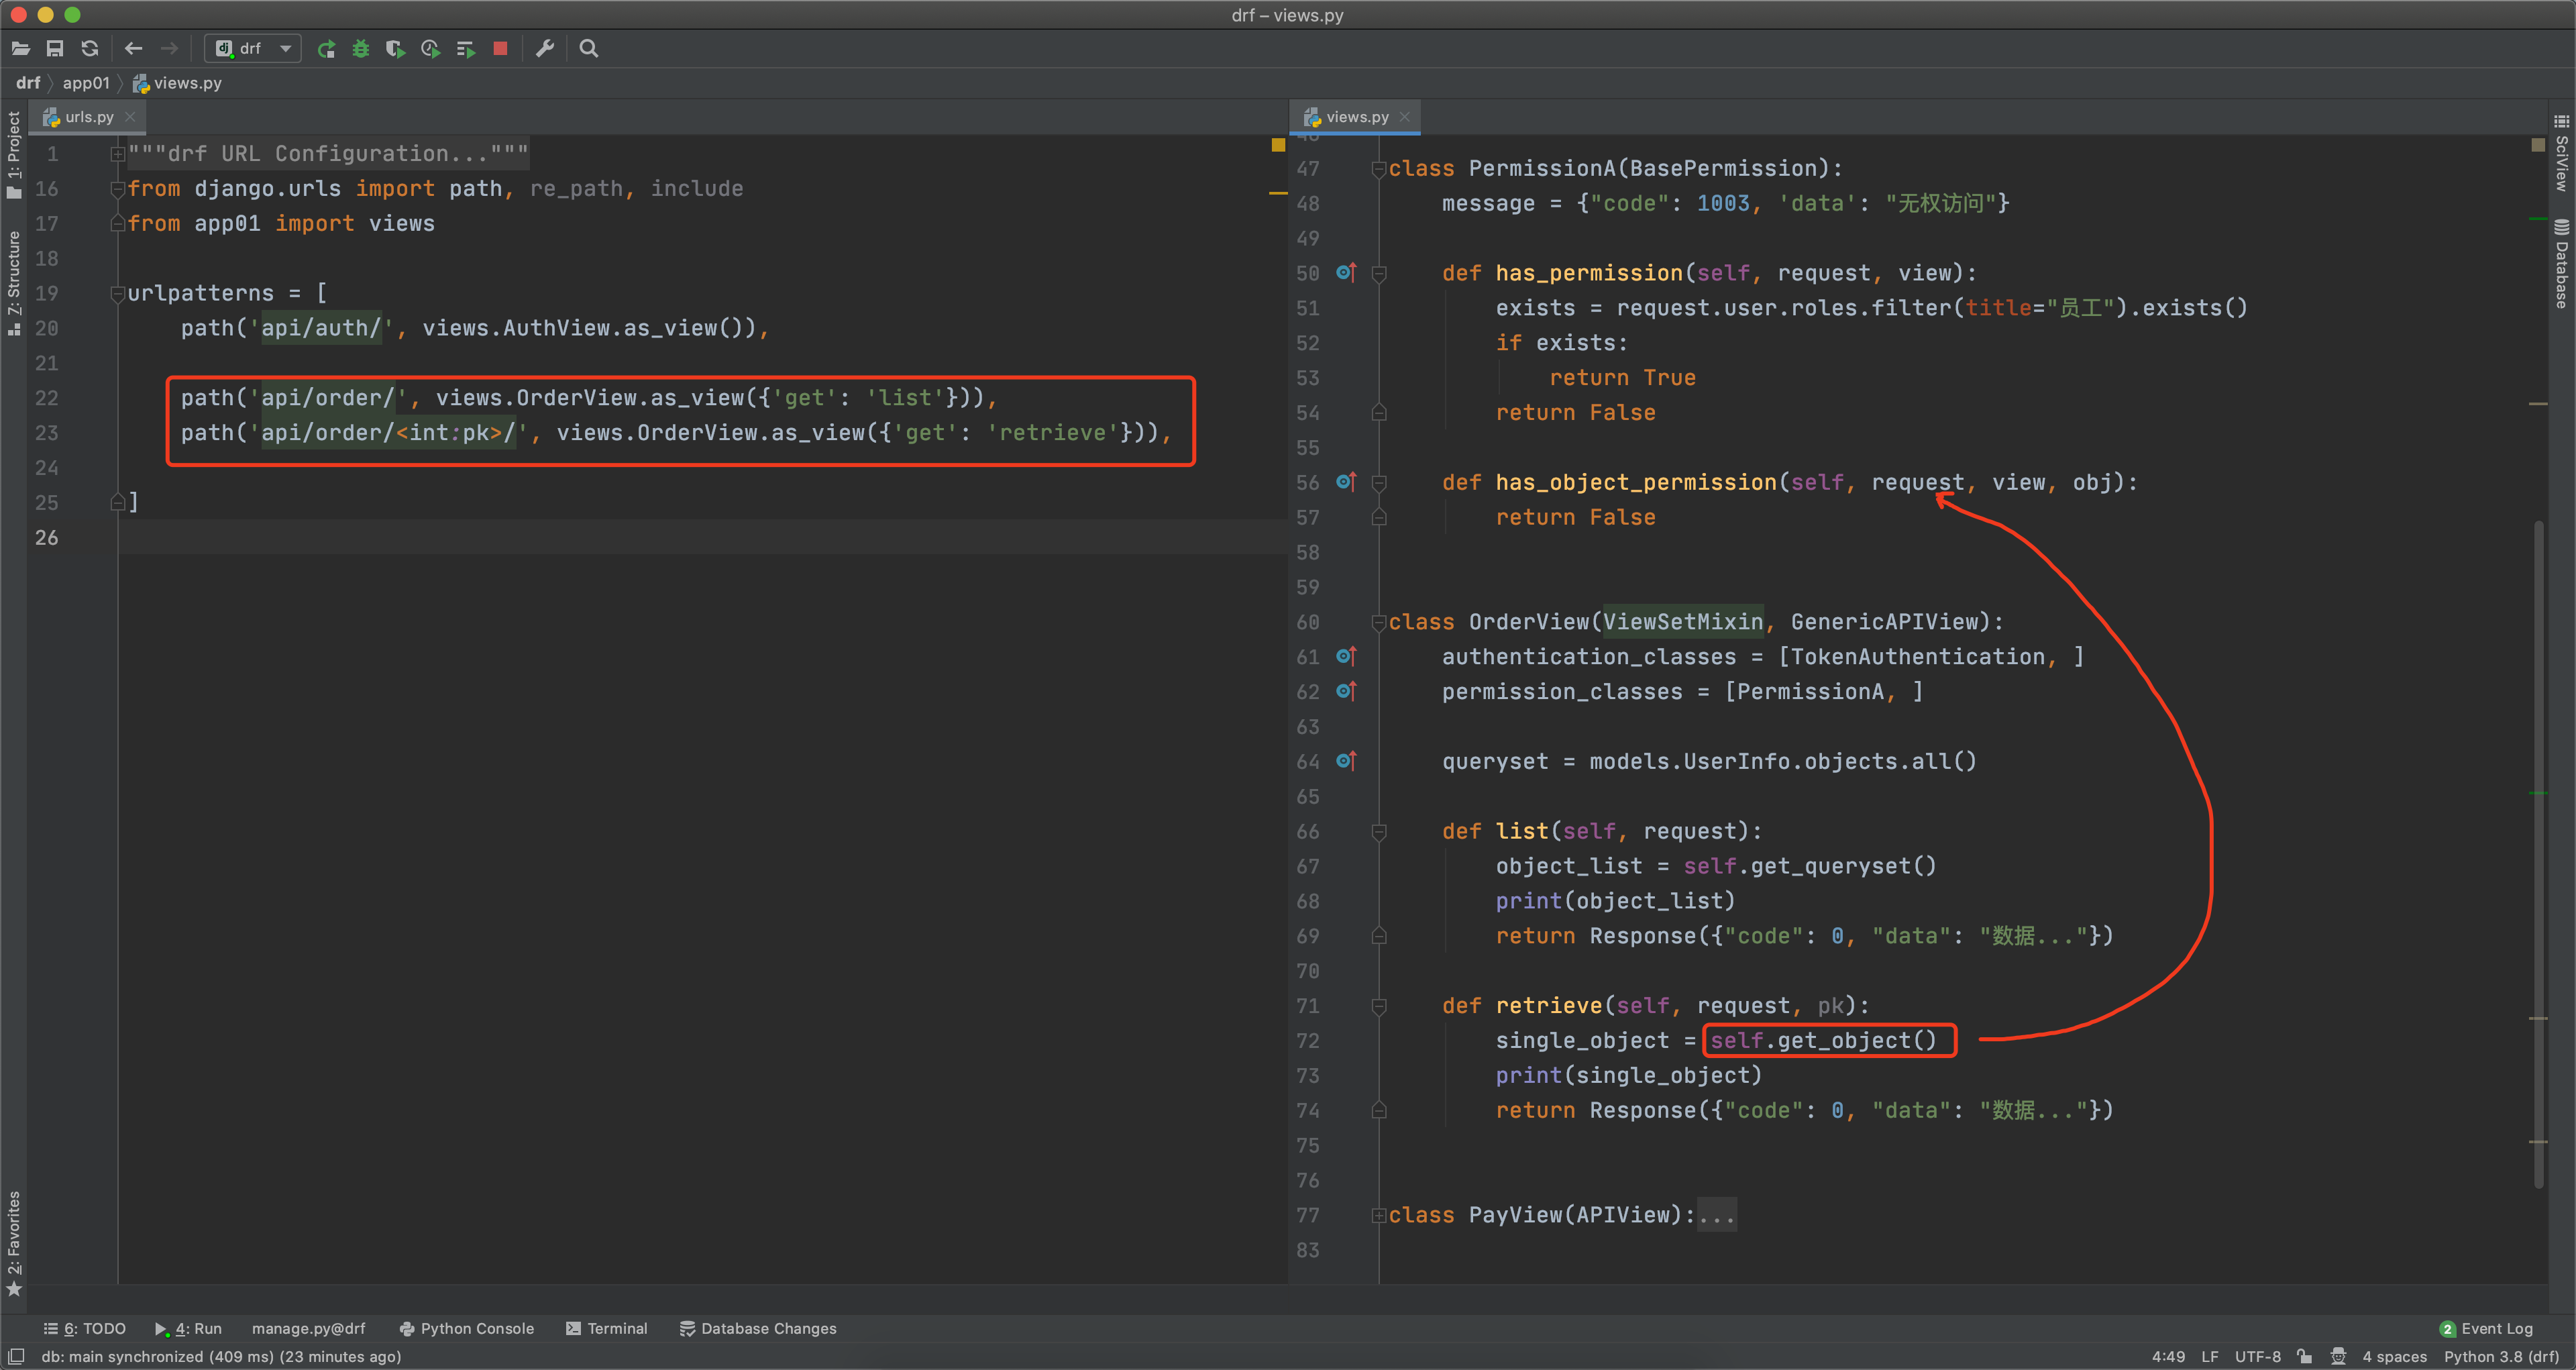 drf – views.py
drf
drf 〉 app01 〉 views.py
urls.py
views.py
1: Project
Z: Structure
2: Favorites
SciView
Database
1 """drf URL Configuration..."""
16 from django.urls import path, re_path, include
17 from app01 import views
18
19 urlpatterns = [
20     path('api/auth/', views.AuthView.as_view()),
21
22     path('api/order/', views.OrderView.as_view({'get': 'list'})),
23     path('api/order/<int:pk>/', views.OrderView.as_view({'get': 'retrieve'})),
24
25 ]
26
47 class PermissionA(BasePermission):
48     message = {"code": 1003, 'data': "无权访问"}
49
50     def has_permission(self, request, view):
51         exists = request.user.roles.filter(title="员工").exists()
52         if exists:
53             return True
54         return False
55
56     def has_object_permission(self, request, view, obj):
57         return False
58
59
60 class OrderView(ViewSetMixin, GenericAPIView):
61     authentication_classes = [TokenAuthentication, ]
62     permission_classes = [PermissionA, ]
63
64     queryset = models.UserInfo.objects.all()
65
66     def list(self, request):
67         object_list = self.get_queryset()
68         print(object_list)
69         return Response({"code": 0, "data": "数据..."})
70
71     def retrieve(self, request, pk):
72         single_object = self.get_object()
73         print(single_object)
74         return Response({"code": 0, "data": "数据..."})
75
76
77 class PayView(APIView):...
83
6: TODO 4: Run manage.py@drf Python Console Terminal Database Changes 2 Event Log
db: main synchronized (409 ms) (23 minutes ago) 4:49 LF UTF-8 4 spaces Python 3.8 (drf)